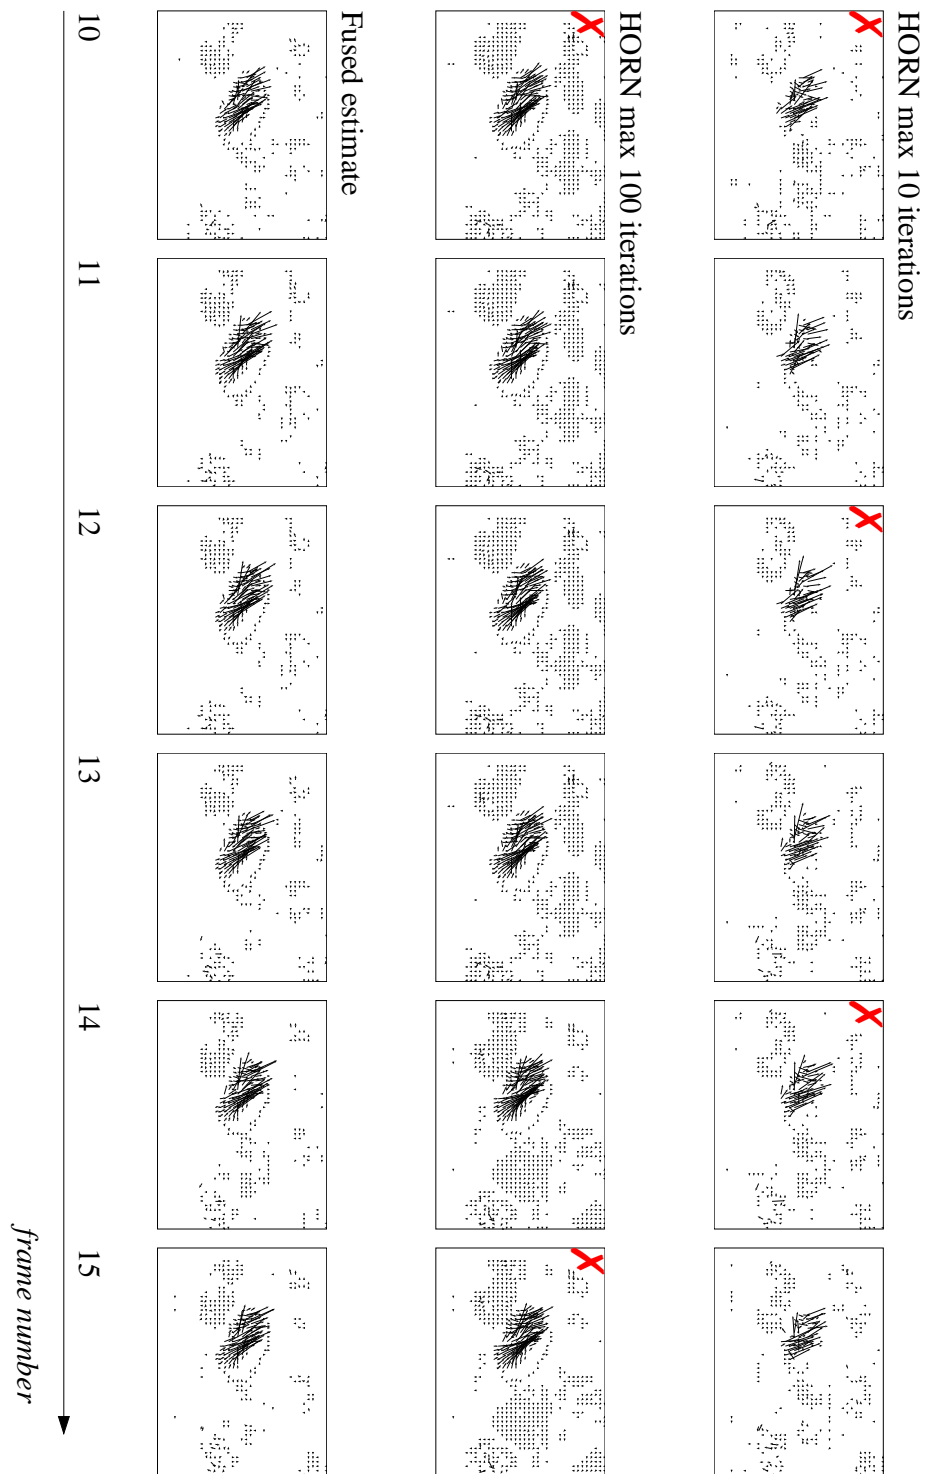 HORN max 10 iterations
HORN max 100 iterations
Fused estimate
10 11 12 13 14 15
frame number